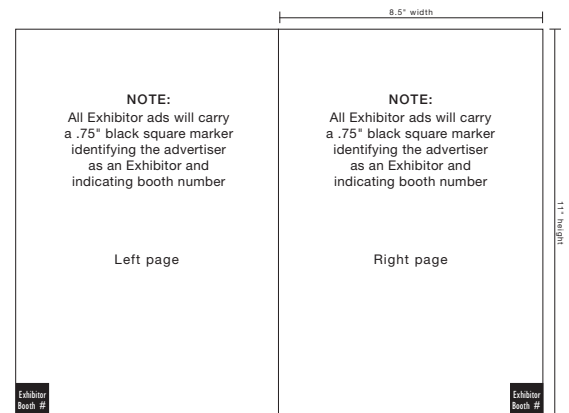 8.5" width
NOTE:
All Exhibitor ads will carry
a .75" black square marker
identifying the advertiser
as an Exhibitor and
indicating booth number
Left page
Exhibitor
Booth #
NOTE:
All Exhibitor ads will carry
a .75" black square marker
identifying the advertiser
as an Exhibitor and
indicating booth number
Right page
Exhibitor
Booth #
11" height